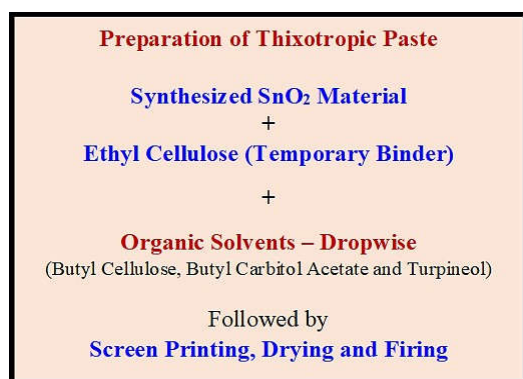 Preparation of Thixotropic Paste
Synthesized SnO₂ Material
+
Ethyl Cellulose (Temporary Binder)
+
Organic Solvents – Dropwise
(Butyl Cellulose, Butyl Carbitol Acetate and Turpineol)
Followed by
Screen Printing, Drying and Firing